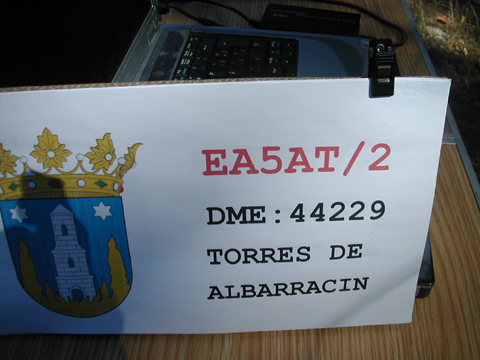 EA5AT/2
DME:44229
TORRES DE
ALBARRACIN